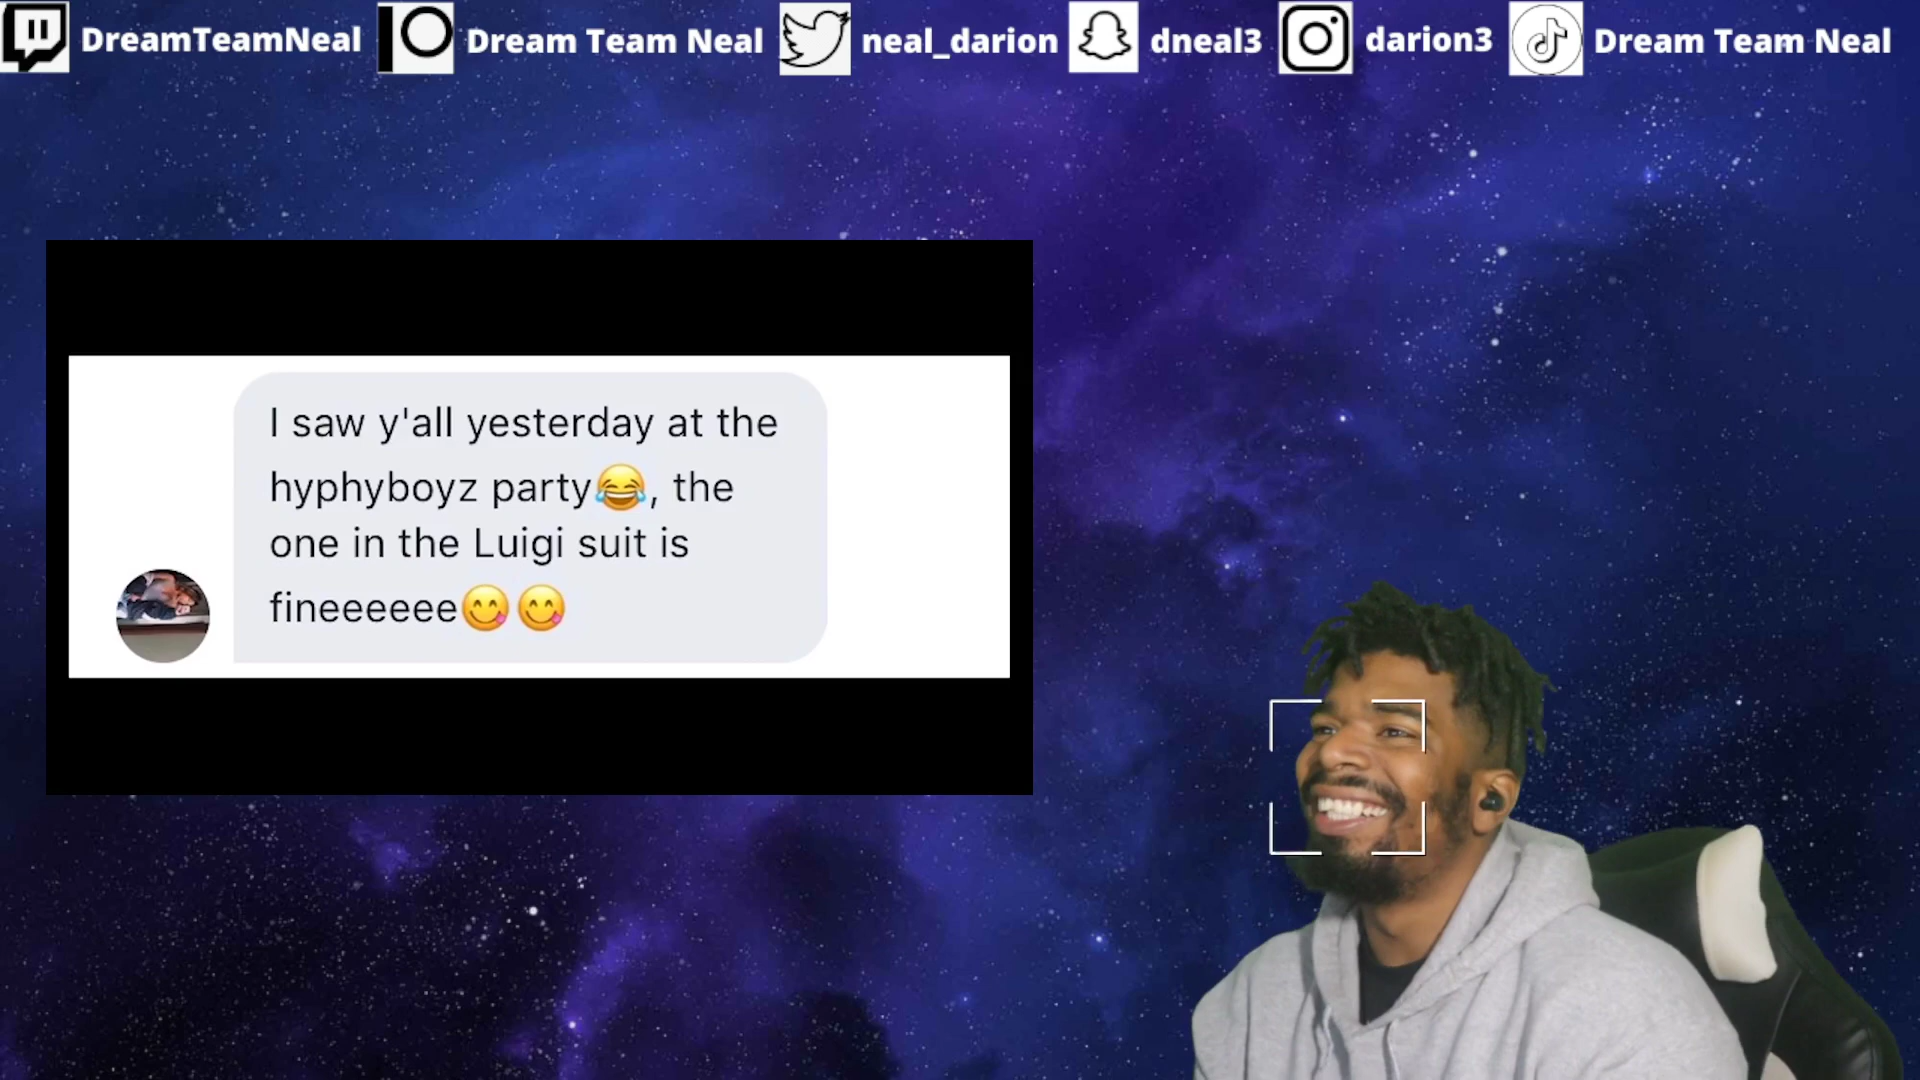 DreamTeamNeal Dream Team Neal neal_darion dneal3 darion3 Dream Team Neal
I saw y'all yesterday at the
hyphyboyz party😂, the
one in the Luigi suit is
fineeeeee😋😋